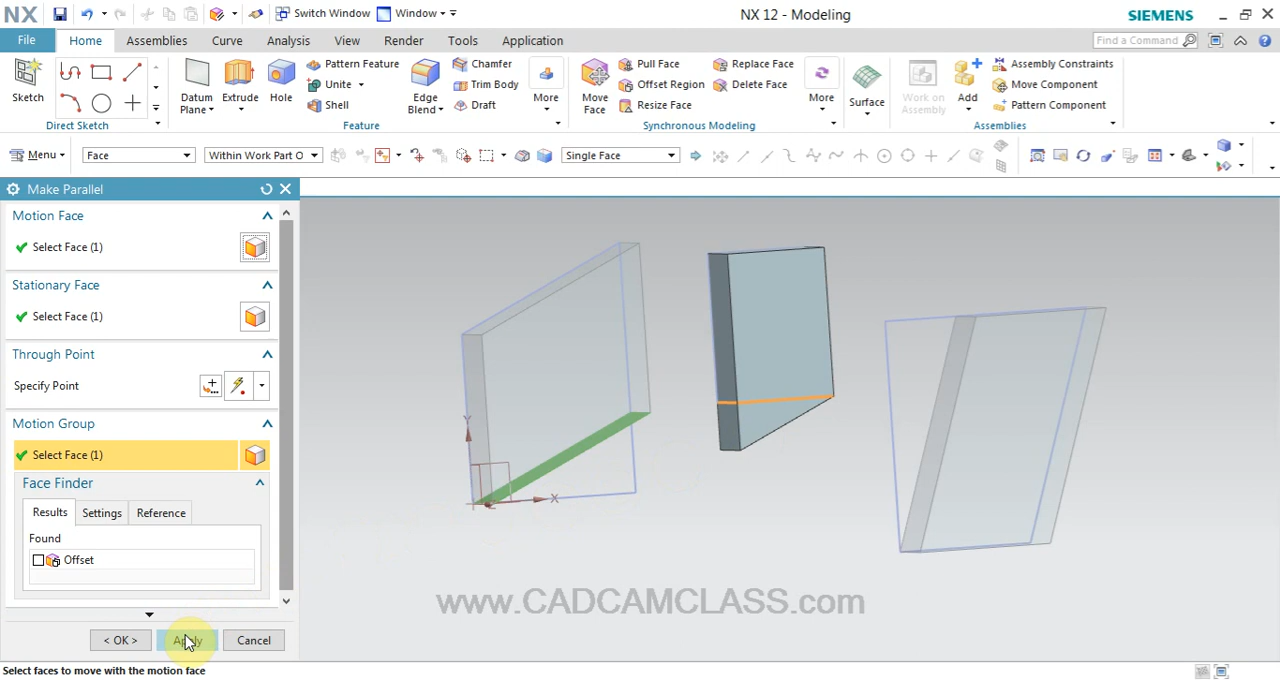 NX
Switch Window
Window
NX 12 - Modeling
SIEMENS
File
Home
Assemblies
Curve
Analysis
View
Render
Tools
Application
Find a Command
Sketch
Direct Sketch
Datum
Plane
Extrude
Hole
Pattern Feature
Unite
Shell
Edge
Blend
Chamfer
Trim Body
Draft
More
Feature
Move
Face
Pull Face
Offset Region
Resize Face
Replace Face
Delete Face
More
Synchronous Modeling
Surface
Work on
Assembly
Add
Assembly Constraints
Move Component
Pattern Component
Assemblies
Menu
Face
Within Work Part O
Single Face
Make Parallel
Motion Face
Select Face (1)
Stationary Face
Select Face (1)
Through Point
Specify Point
Motion Group
Select Face (1)
Face Finder
Results
Settings
Reference
Found
Offset
Y
X
www.CADCAMCLASS.com
< OK >
Apply
Cancel
Select faces to move with the motion face